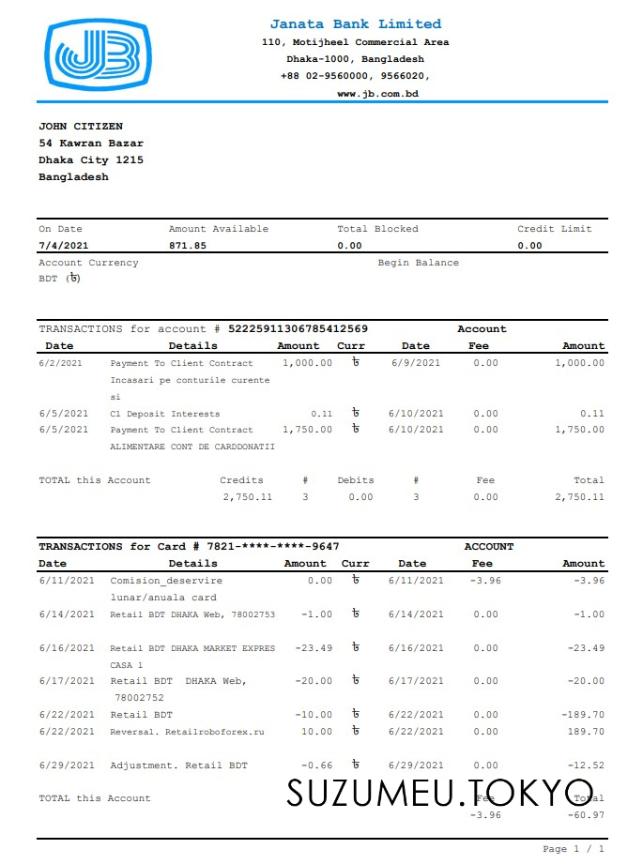 JB
Janata Bank Limited
110, Motijheel Commercial Area
Dhaka-1000, Bangladesh
+88 02-9560000, 9566020,
www.jb.com.bd
JOHN CITIZEN
54 Kawran Bazar
Dhaka City 1215
Bangladesh
On Date Amount Available Total Blocked Credit Limit
7/4/2021 871.85 0.00 0.00
Account Currency Begin Balance
BDT (৳)
TRANSACTIONS for account # 52225911306785412569 Account
Date Details Amount Curr Date Fee Amount
6/2/2021 Payment To Client Contract 1,000.00 ৳ 6/9/2021 0.00 1,000.00
Incasari pe conturile curente
si
6/5/2021 C1 Deposit Interests 0.11 ৳ 6/10/2021 0.00 0.11
6/5/2021 Payment To Client Contract 1,750.00 ৳ 6/10/2021 0.00 1,750.00
ALIMENTARE CONT DE CARDDONATII
TOTAL this Account Credits # Debits # Fee Total
2,750.11 3 0.00 3 0.00 2,750.11
TRANSACTIONS for Card # 7821-****-****-9647 ACCOUNT
Date Details Amount Curr Date Fee Amount
6/11/2021 Comision_deservire 0.00 ৳ 6/11/2021 -3.96 -3.96
lunar/anuala card
6/14/2021 Retail BDT DHAKA Web, 78002753 -1.00 ৳ 6/14/2021 0.00 -1.00
6/16/2021 Retail BDT DHAKA MARKET EXPRES -23.49 ৳ 6/16/2021 0.00 -23.49
CASA 1
6/17/2021 Retail BDT DHAKA Web, -20.00 ৳ 6/17/2021 0.00 -20.00
78002752
6/22/2021 Retail BDT -10.00 ৳ 6/22/2021 0.00 -189.70
6/22/2021 Reversal. Retailroboforex.ru 10.00 ৳ 6/22/2021 0.00 189.70
6/29/2021 Adjustment. Retail BDT -0.66 ৳ 6/29/2021 0.00 -12.52
SUZUMEU.TOKYO
TOTAL this Account Fee Total
-3.96 -60.97
Page 1 / 1